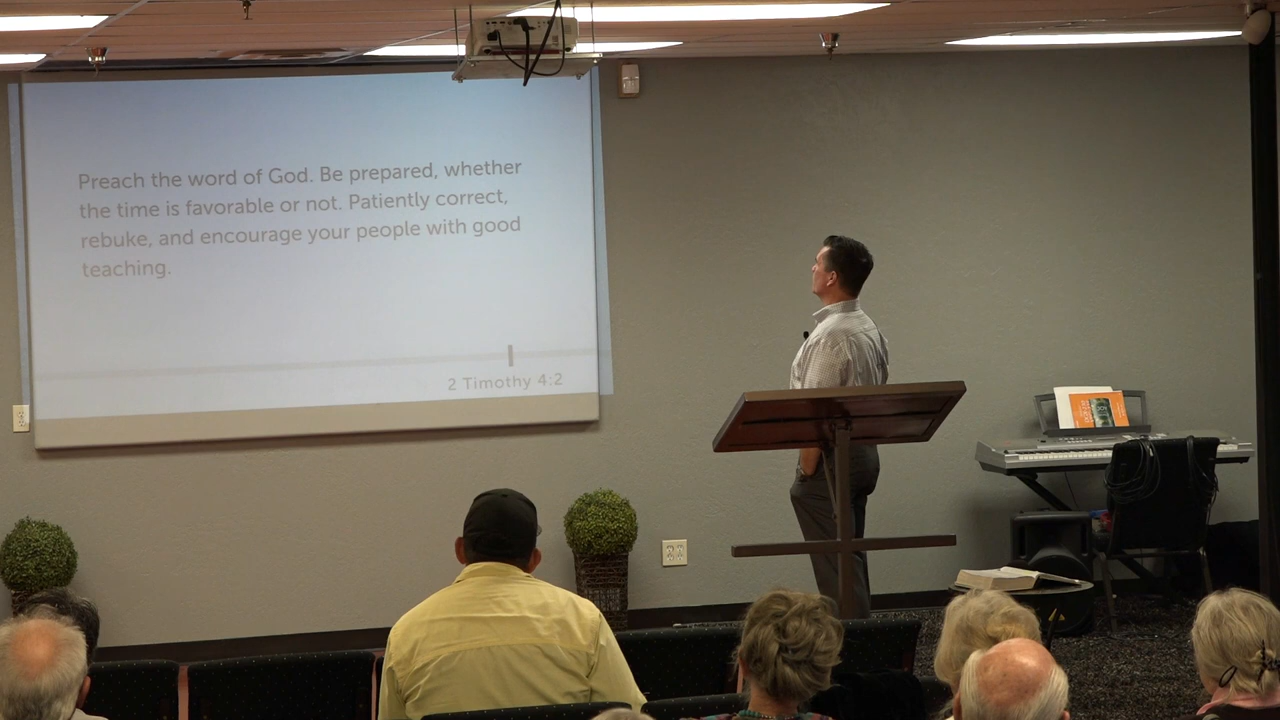 Preach the word of God. Be prepared, whether
the time is favorable or not. Patiently correct,
rebuke, and encourage your people with good
teaching.
2 Timothy 4:2